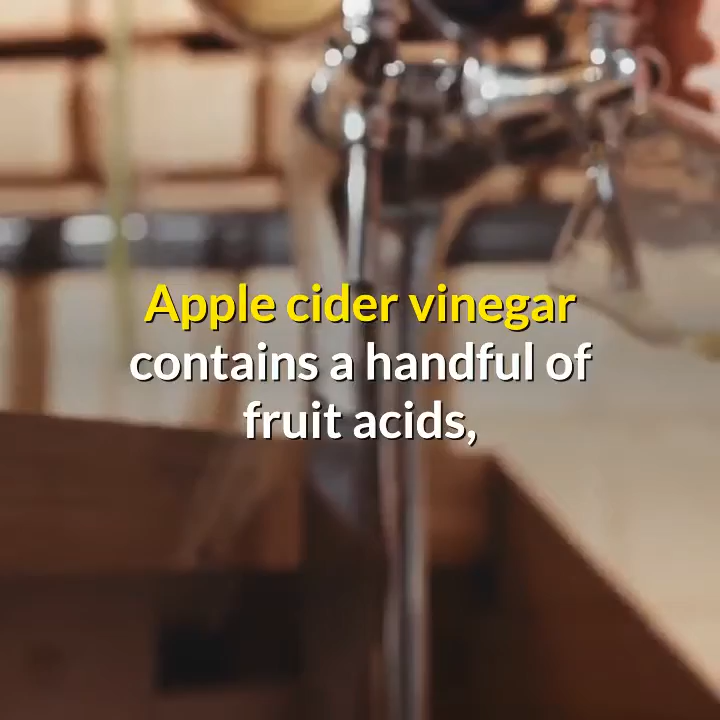 Apple cider vinegar
contains a handful of
fruit acids,